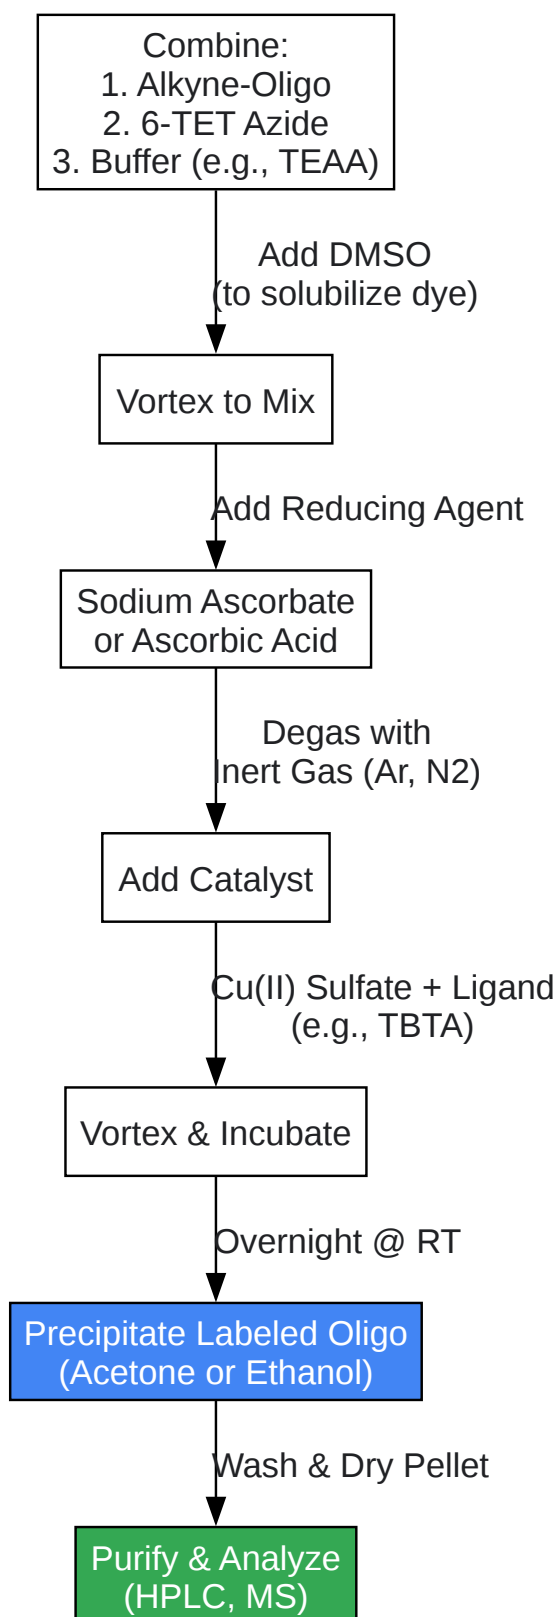 Combine:
1. Alkyne-Oligo
2. 6-TET Azide
3. Buffer (e.g., TEAA)
Add DMSO
(to solubilize dye)
Vortex to Mix
Add Reducing Agent
Sodium Ascorbate
or Ascorbic Acid
Degas with
Inert Gas (Ar, N2)
Add Catalyst
Cu(II) Sulfate + Ligand
(e.g., TBTA)
Vortex & Incubate
Overnight @ RT
Precipitate Labeled Oligo
(Acetone or Ethanol)
Wash & Dry Pellet
Purify & Analyze
(HPLC, MS)